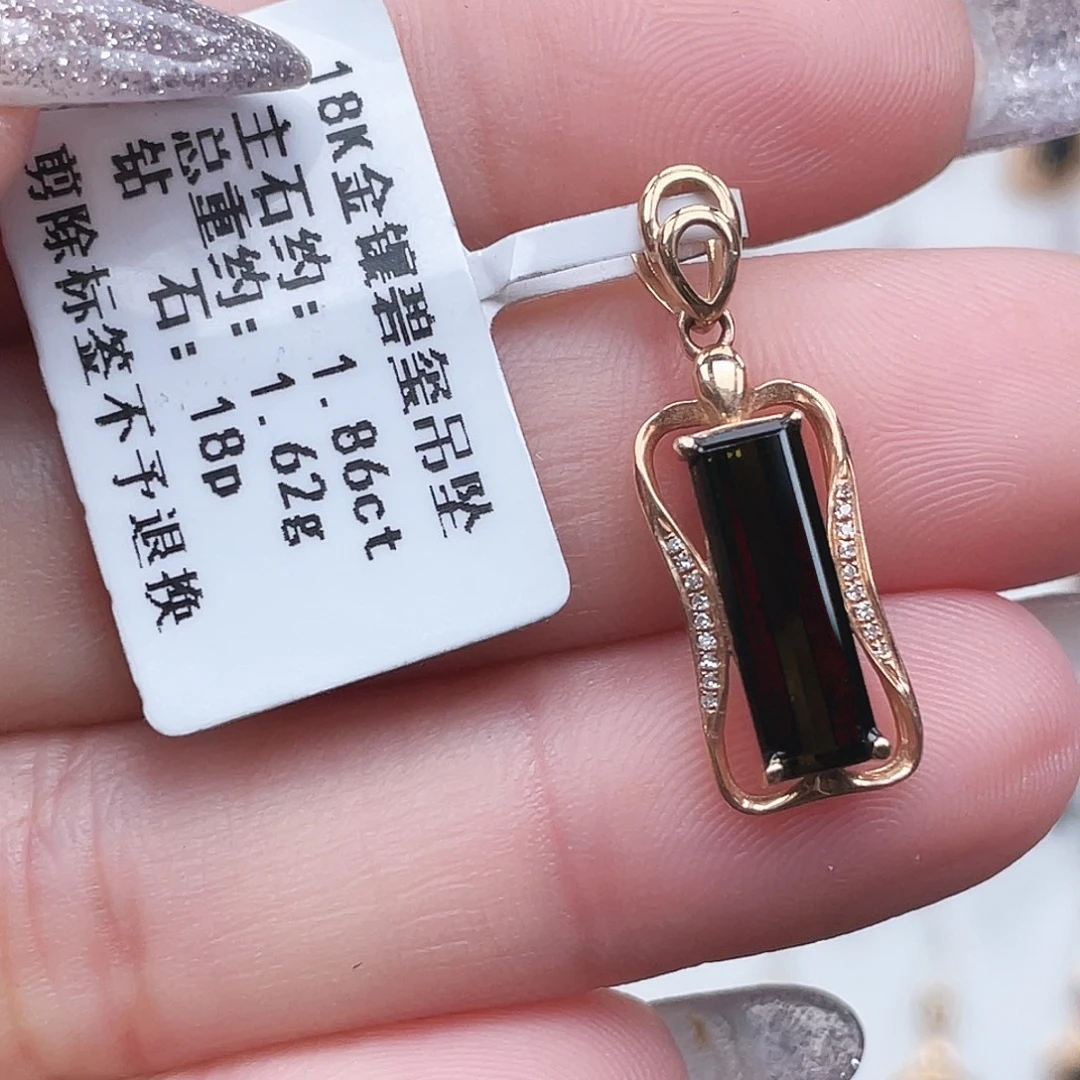 18K金镶碧玺吊坠
主石约：1.86ct
总重约：1.62g
钻 石：18p
剪除标签不予退换